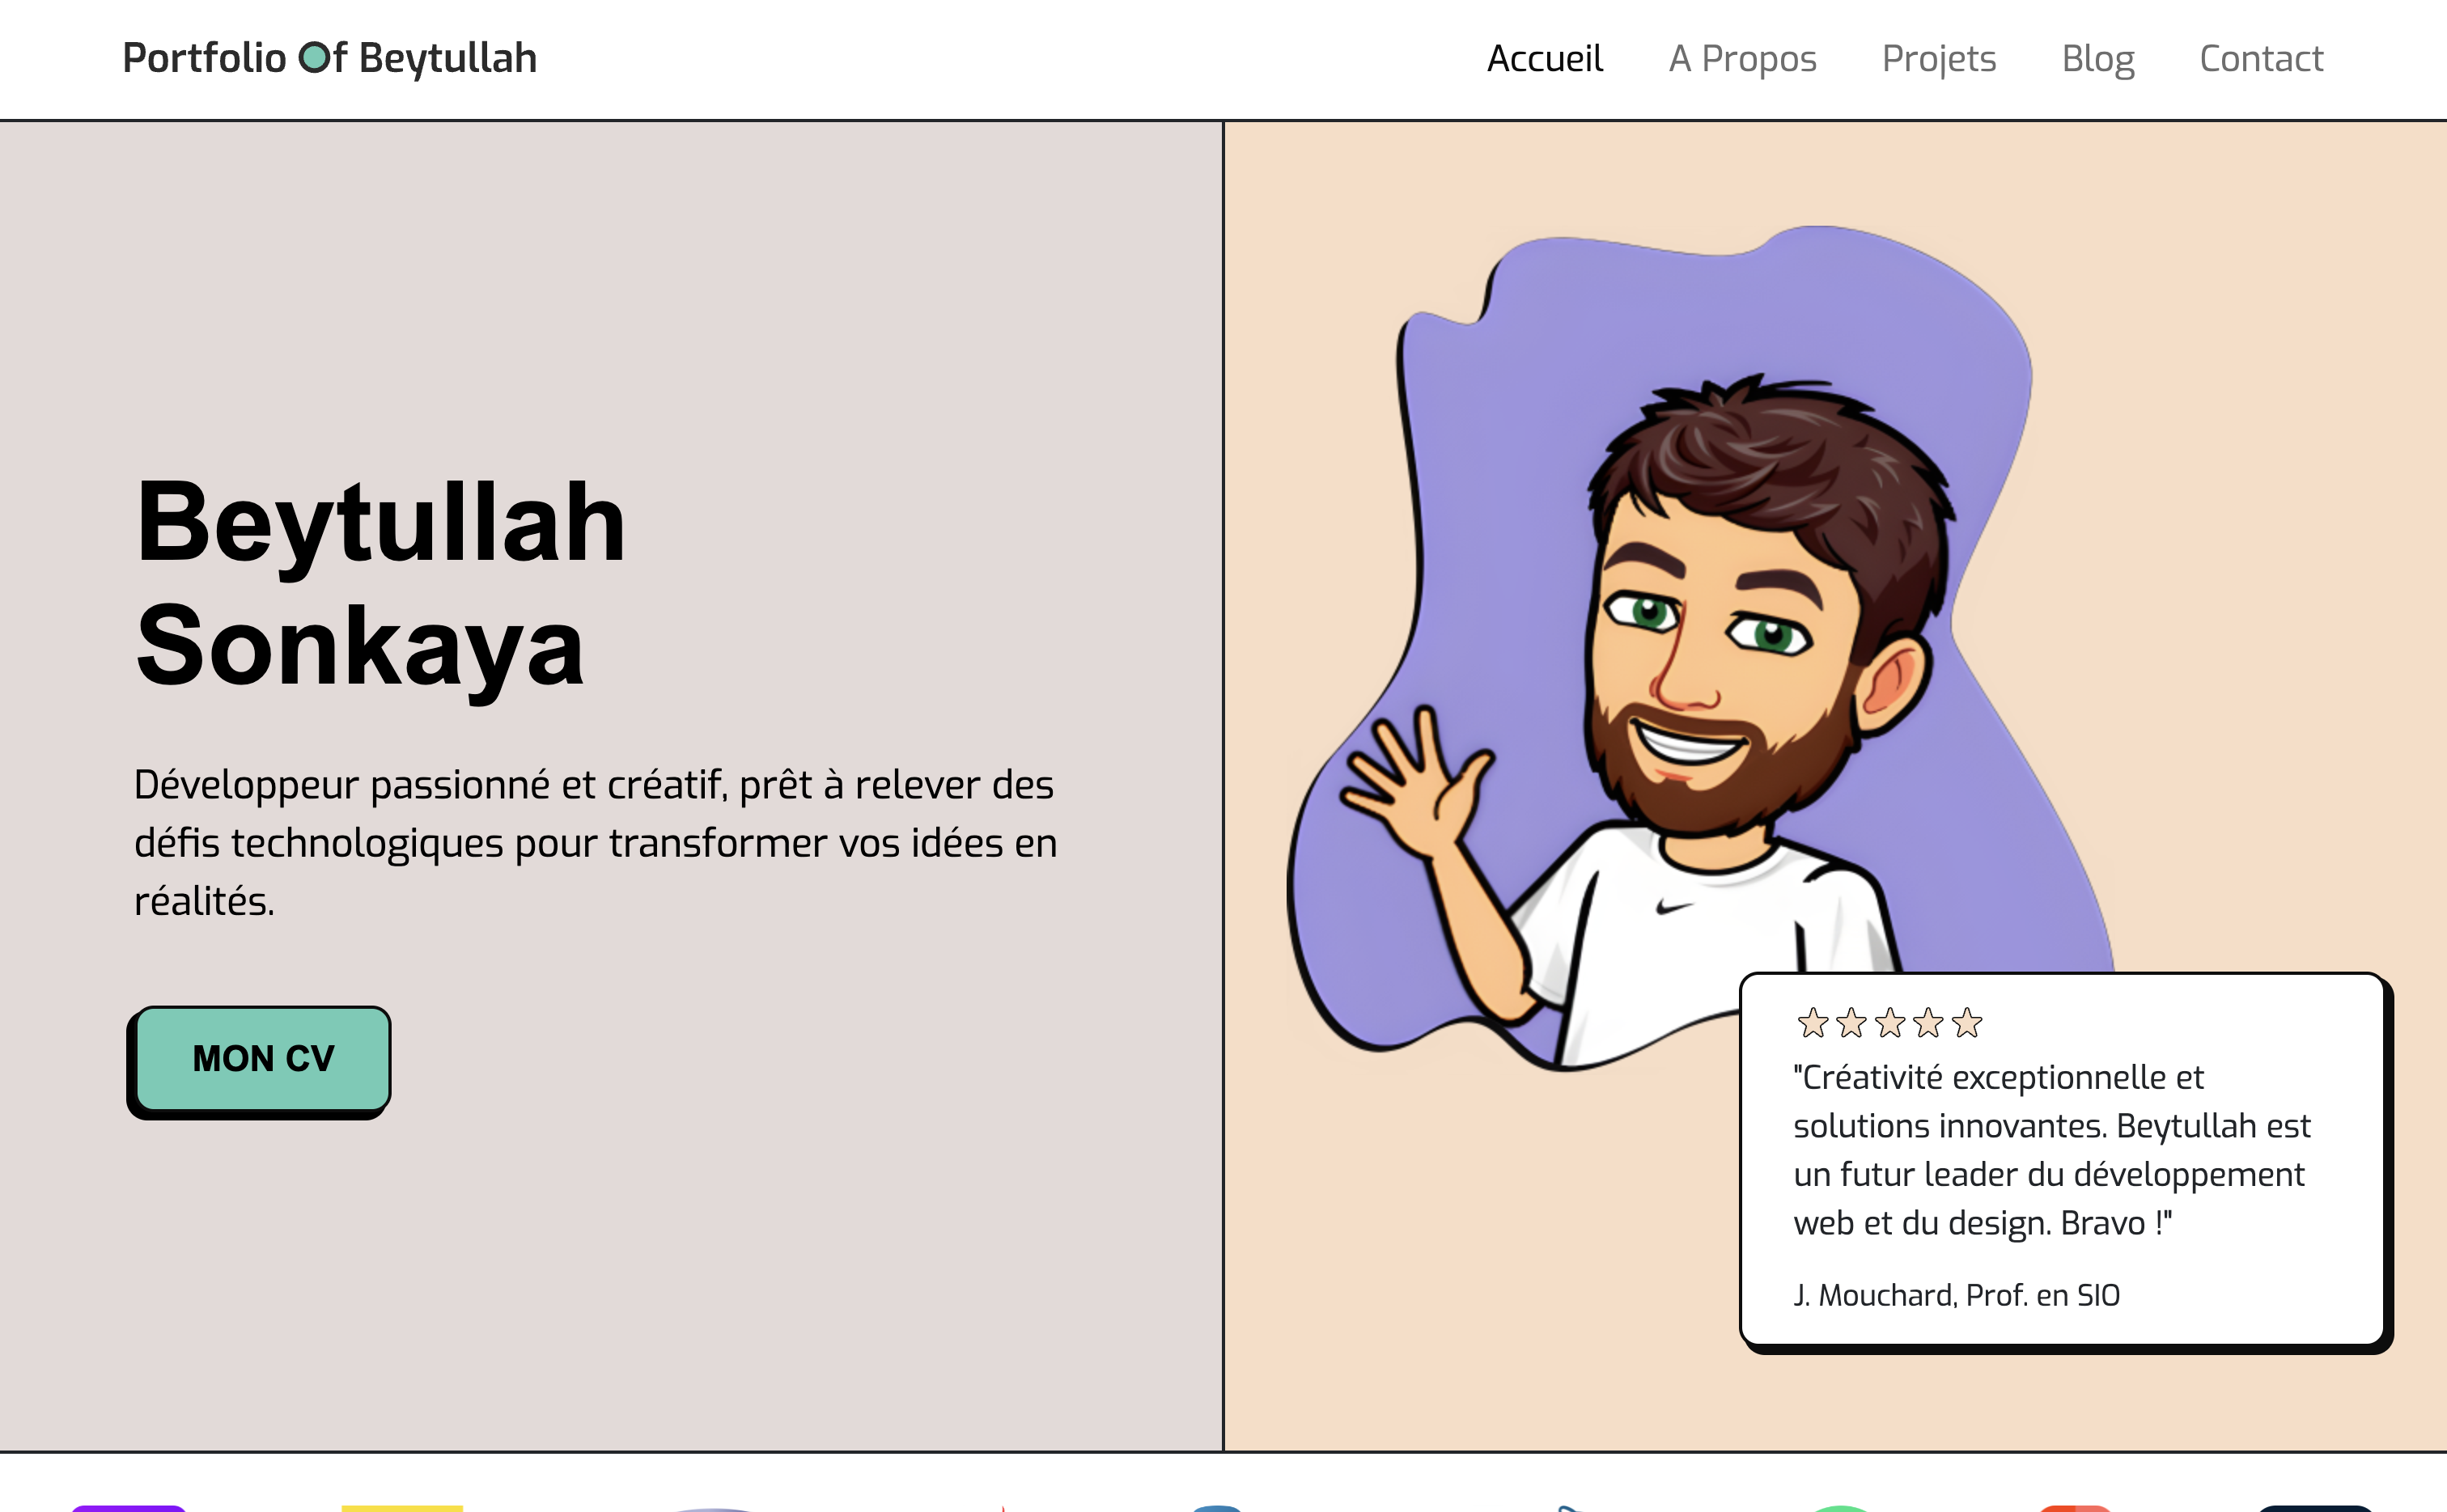 Portfolio Of Beytullah
Accueil A Propos Projets Blog Contact
Beytullah
Sonkaya
Développeur passionné et créatif, prêt à relever des
défis technologiques pour transformer vos idées en
réalités.
MON CV
"Créativité exceptionnelle et
solutions innovantes. Beytullah est
un futur leader du développement
web et du design. Bravo !"
J. Mouchard, Prof. en SIO